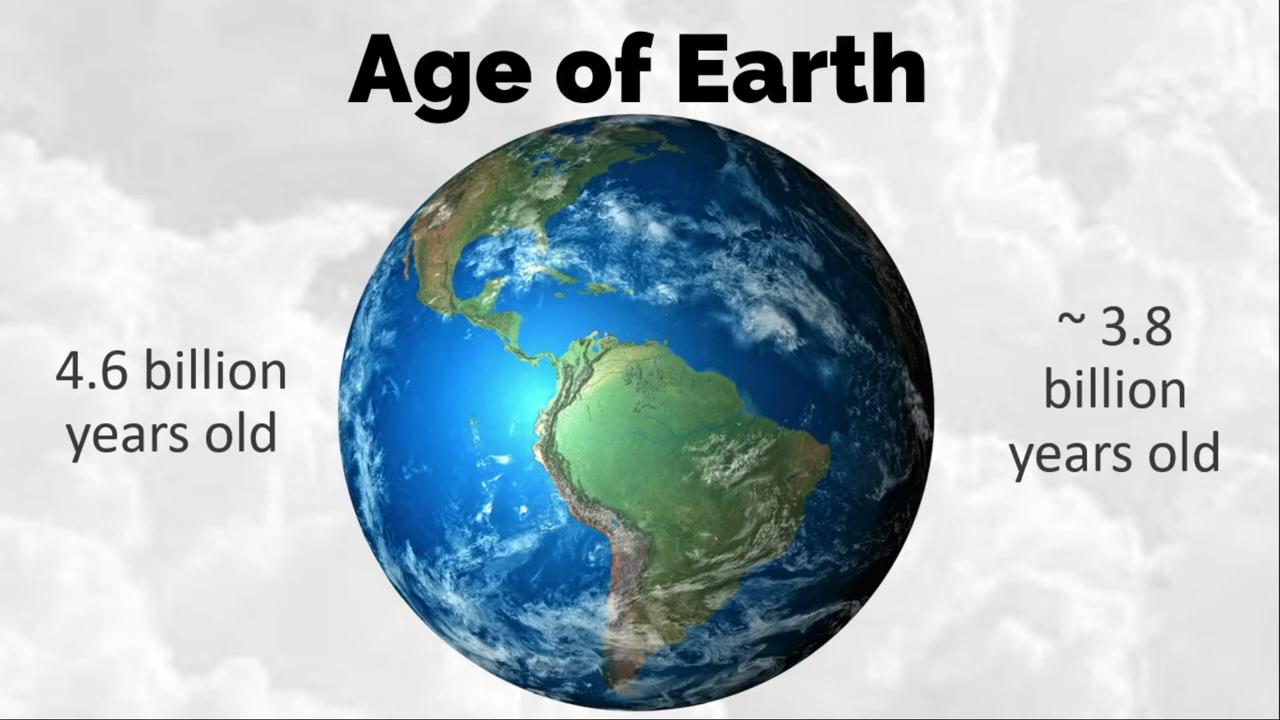 Age of Earth
4.6 billion
years old
~ 3.8
billion
years old